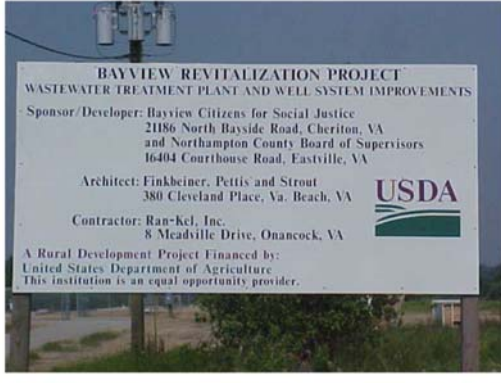 BAYVIEW REVITALIZATION PROJECT
WASTEWATER TREATMENT PLANT AND WELL SYSTEM IMPROVEMENTS
Sponsor/Developer: Bayview Citizens for Social Justice
21186 North Bayside Road, Cheriton, VA
and Northampton County Board of Supervisors
16404 Courthouse Road, Eastville, VA
Architect: Finkbeiner, Pettis and Strout
380 Cleveland Place, Va. Beach, VA
USDA
Contractor: Ran-Kel, Inc.
8 Meadville Drive, Onancock, VA
A Rural Development Project Financed by:
United States Department of Agriculture
This institution is an equal opportunity provider.